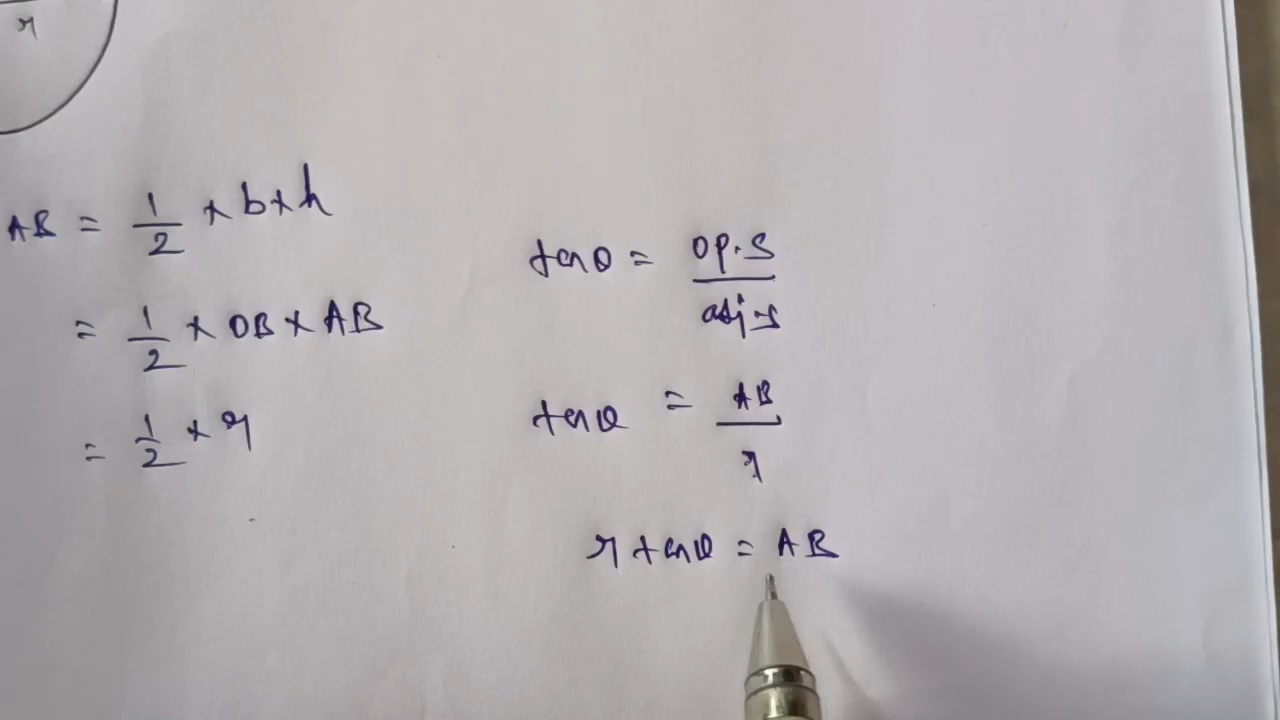 r
AB = 1/2 × b × h
= 1/2 × OB × AB
= 1/2 × r
tanθ = op.s/adj.s
tanθ = AB/r
r tanθ = AB